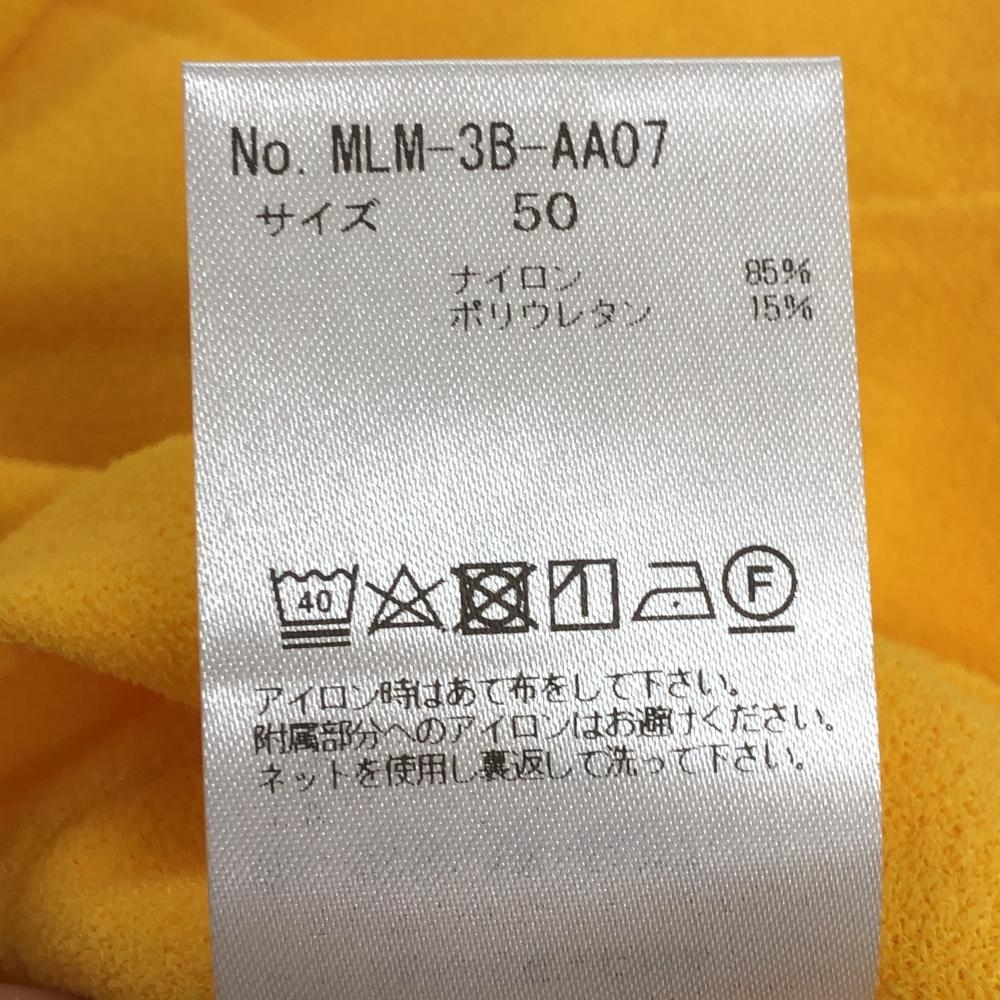 No. MLM-3B-AA07
サイズ 50
ナイロン 85%
ポリウレタン 15%
40 F
アイロン時はあて布をして下さい。
附属部分へのアイロンはお避けください。
ネットを使用し裏返して洗って下さい。